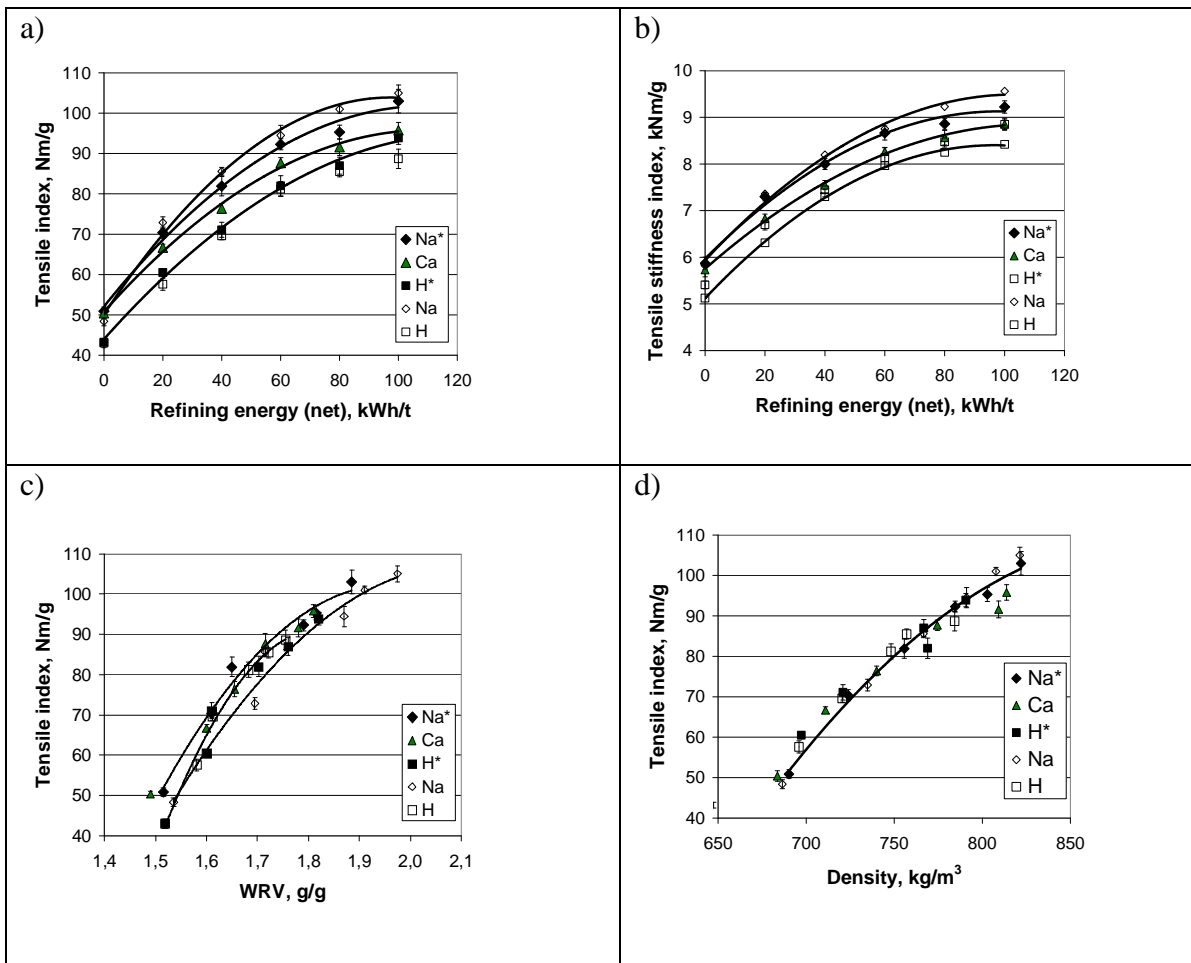 a)
110
100
90
80
70
60
50
40
0 20 40 60 80 100 120
Tensile index, Nm/g
Refining energy (net), kWh/t
Na*
Ca
H*
Na
H
b)
10
9
8
7
6
5
4
0 20 40 60 80 100 120
Tensile stiffness index, kNm/g
Refining energy (net), kWh/t
Na*
Ca
H*
Na
H
c)
110
100
90
80
70
60
50
40
1,4 1,5 1,6 1,7 1,8 1,9 2,0 2,1
Tensile index, Nm/g
WRV, g/g
Na*
Ca
H*
Na
H
d)
110
100
90
80
70
60
50
40
650 700 750 800 850
Tensile index, Nm/g
Density, kg/m³
Na*
Ca
H*
Na
H